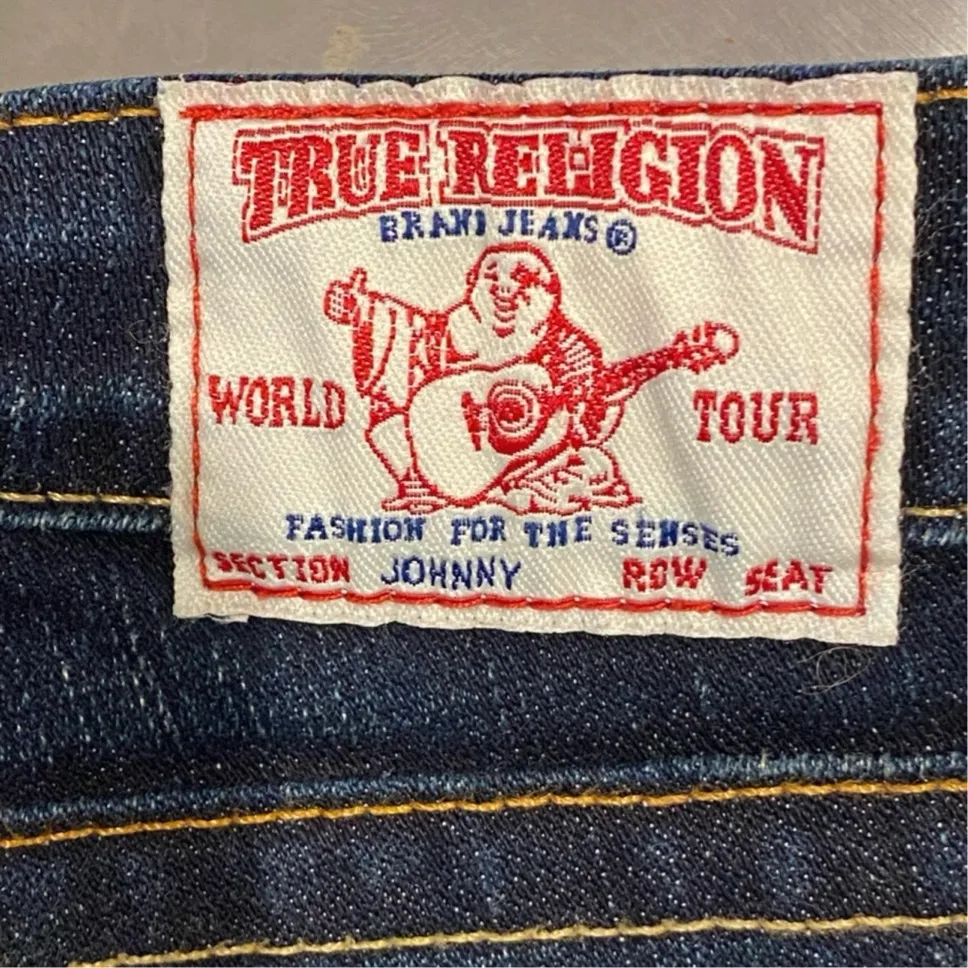 TRUE RELIGION
BRAND JEANS®
WORLD TOUR
FASHION FOR THE SENSES
SECTION JOHNNY ROW SEAT